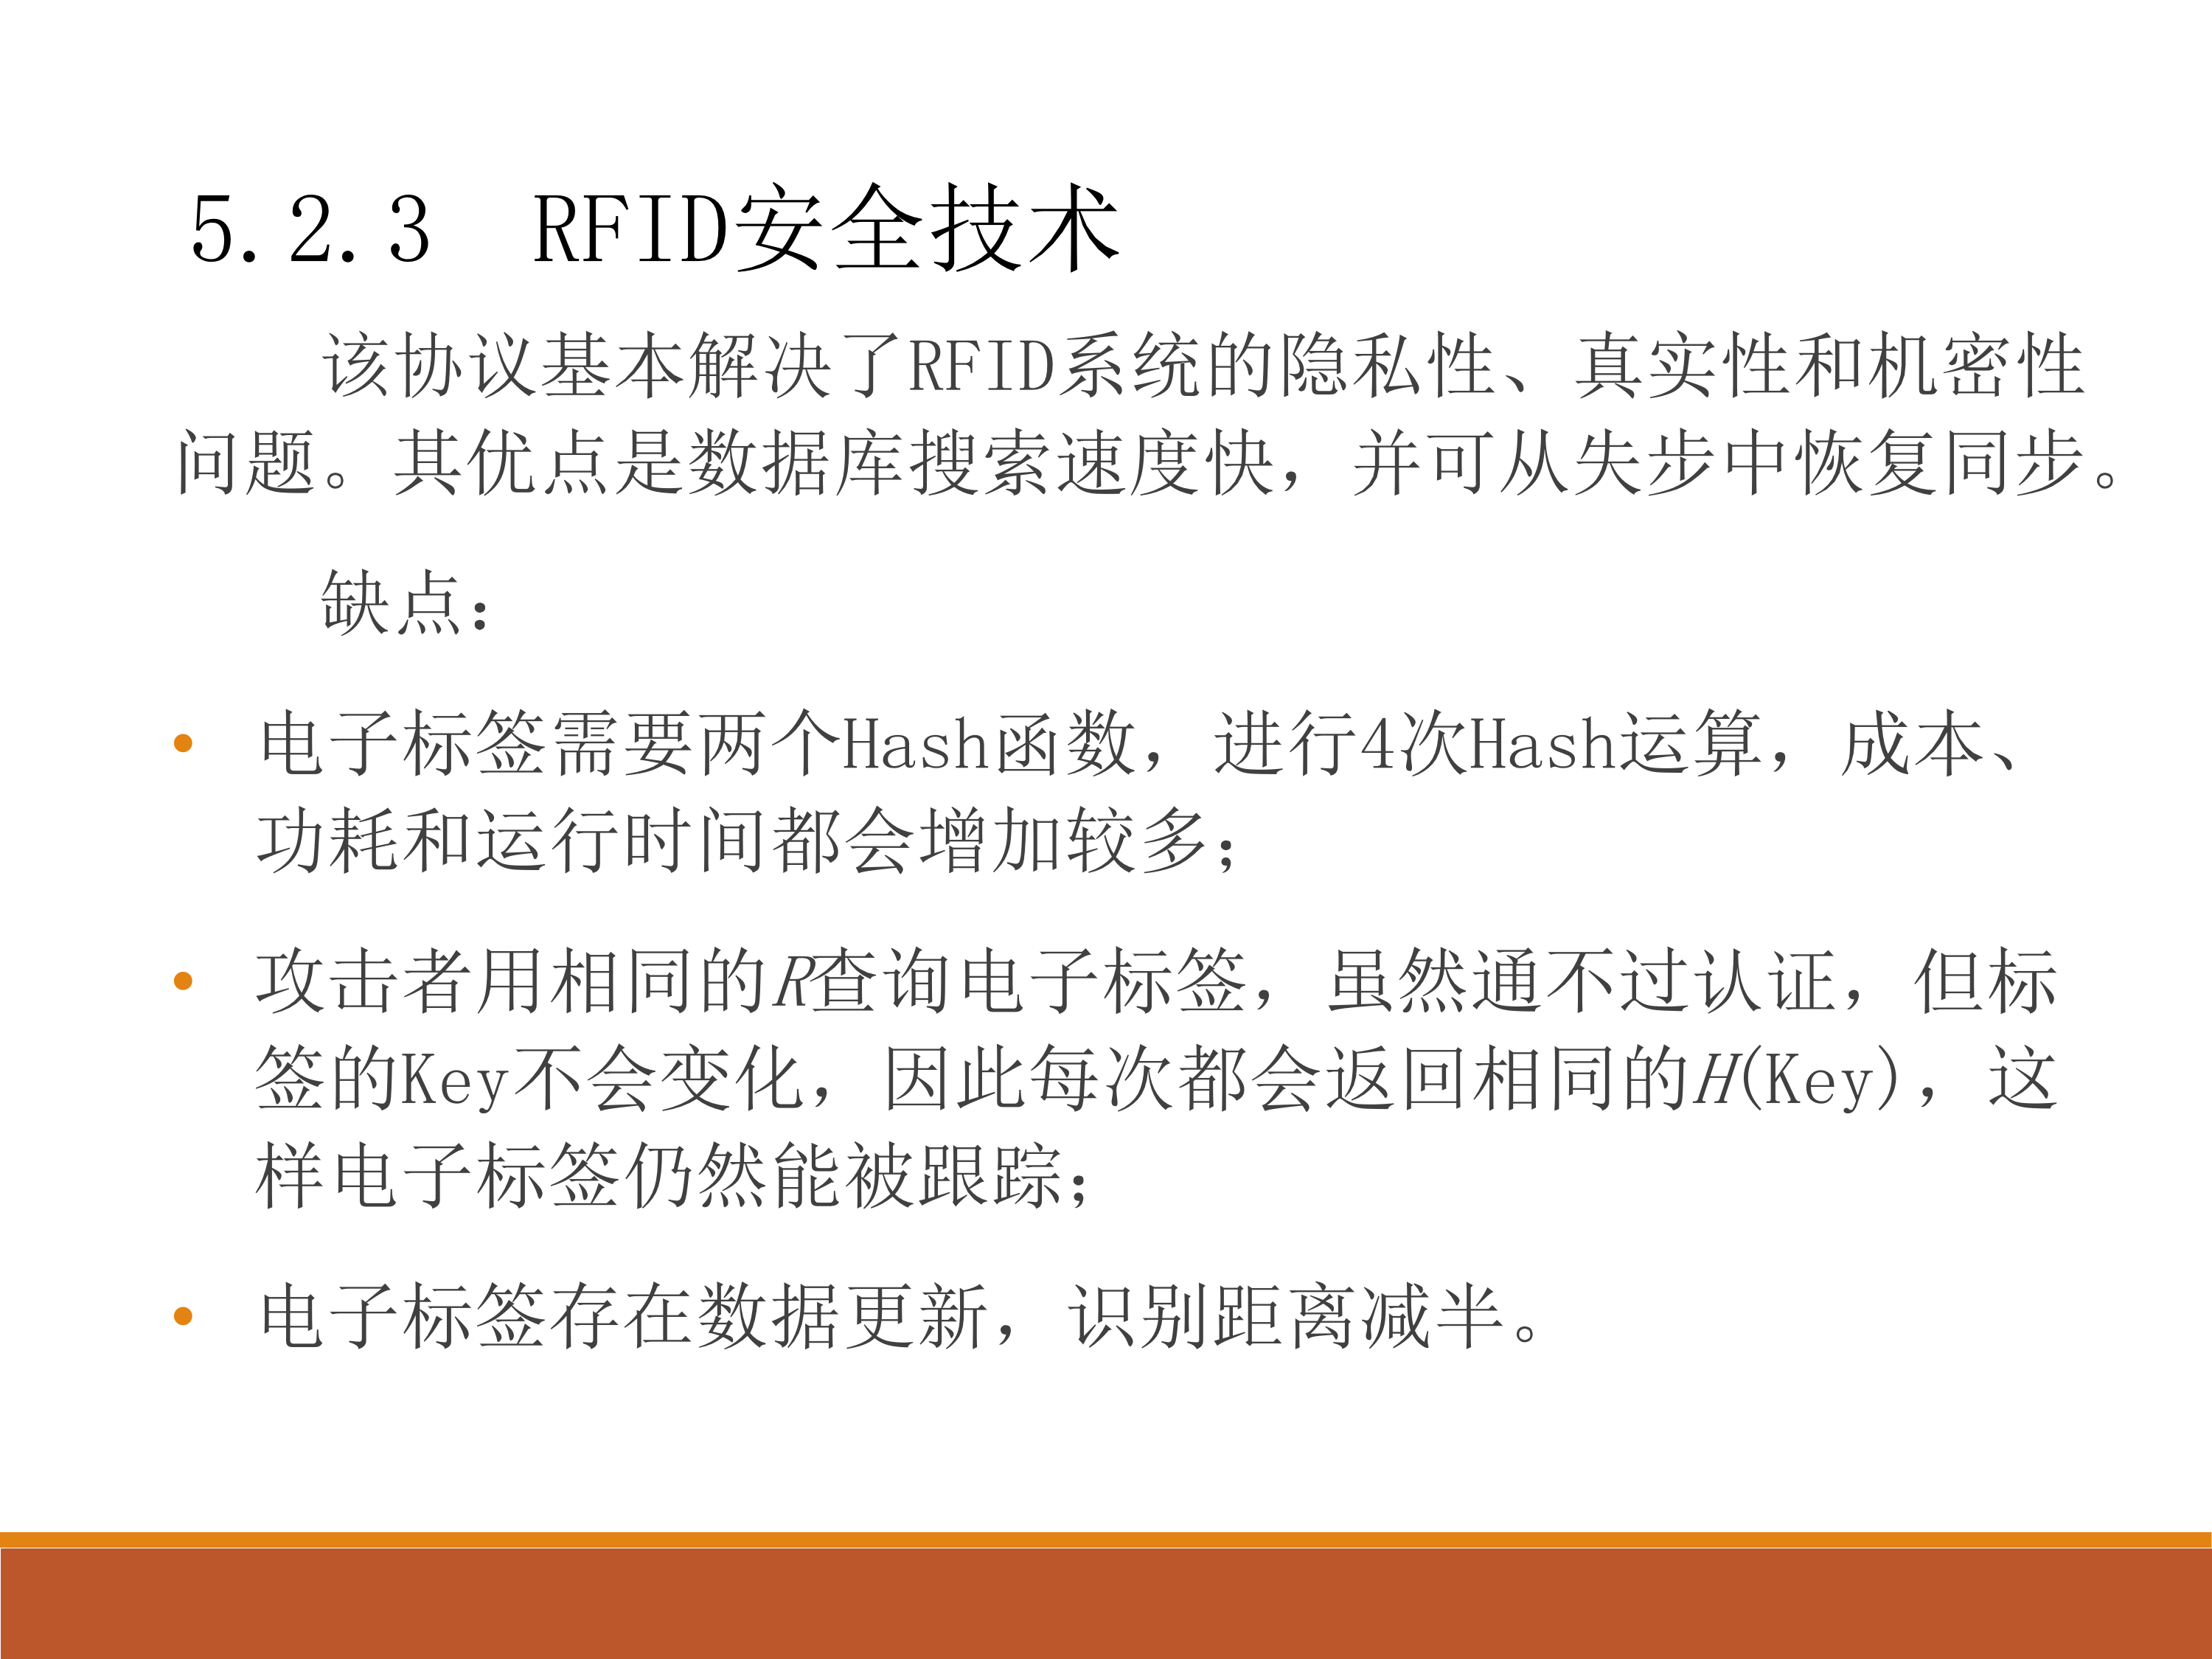 5.2.3 RFID安全技术
该协议基本解决了RFID系统的隐私性、真实性和机密性
问题。其优点是数据库搜索速度快，并可从失步中恢复同步。
缺点：
• 电子标签需要两个Hash函数，进行4次Hash运算，成本、
功耗和运行时间都会增加较多；
• 攻击者用相同的R查询电子标签，虽然通不过认证，但标
签的Key不会变化，因此每次都会返回相同的H(Key)，这
样电子标签仍然能被跟踪；
• 电子标签存在数据更新，识别距离减半。